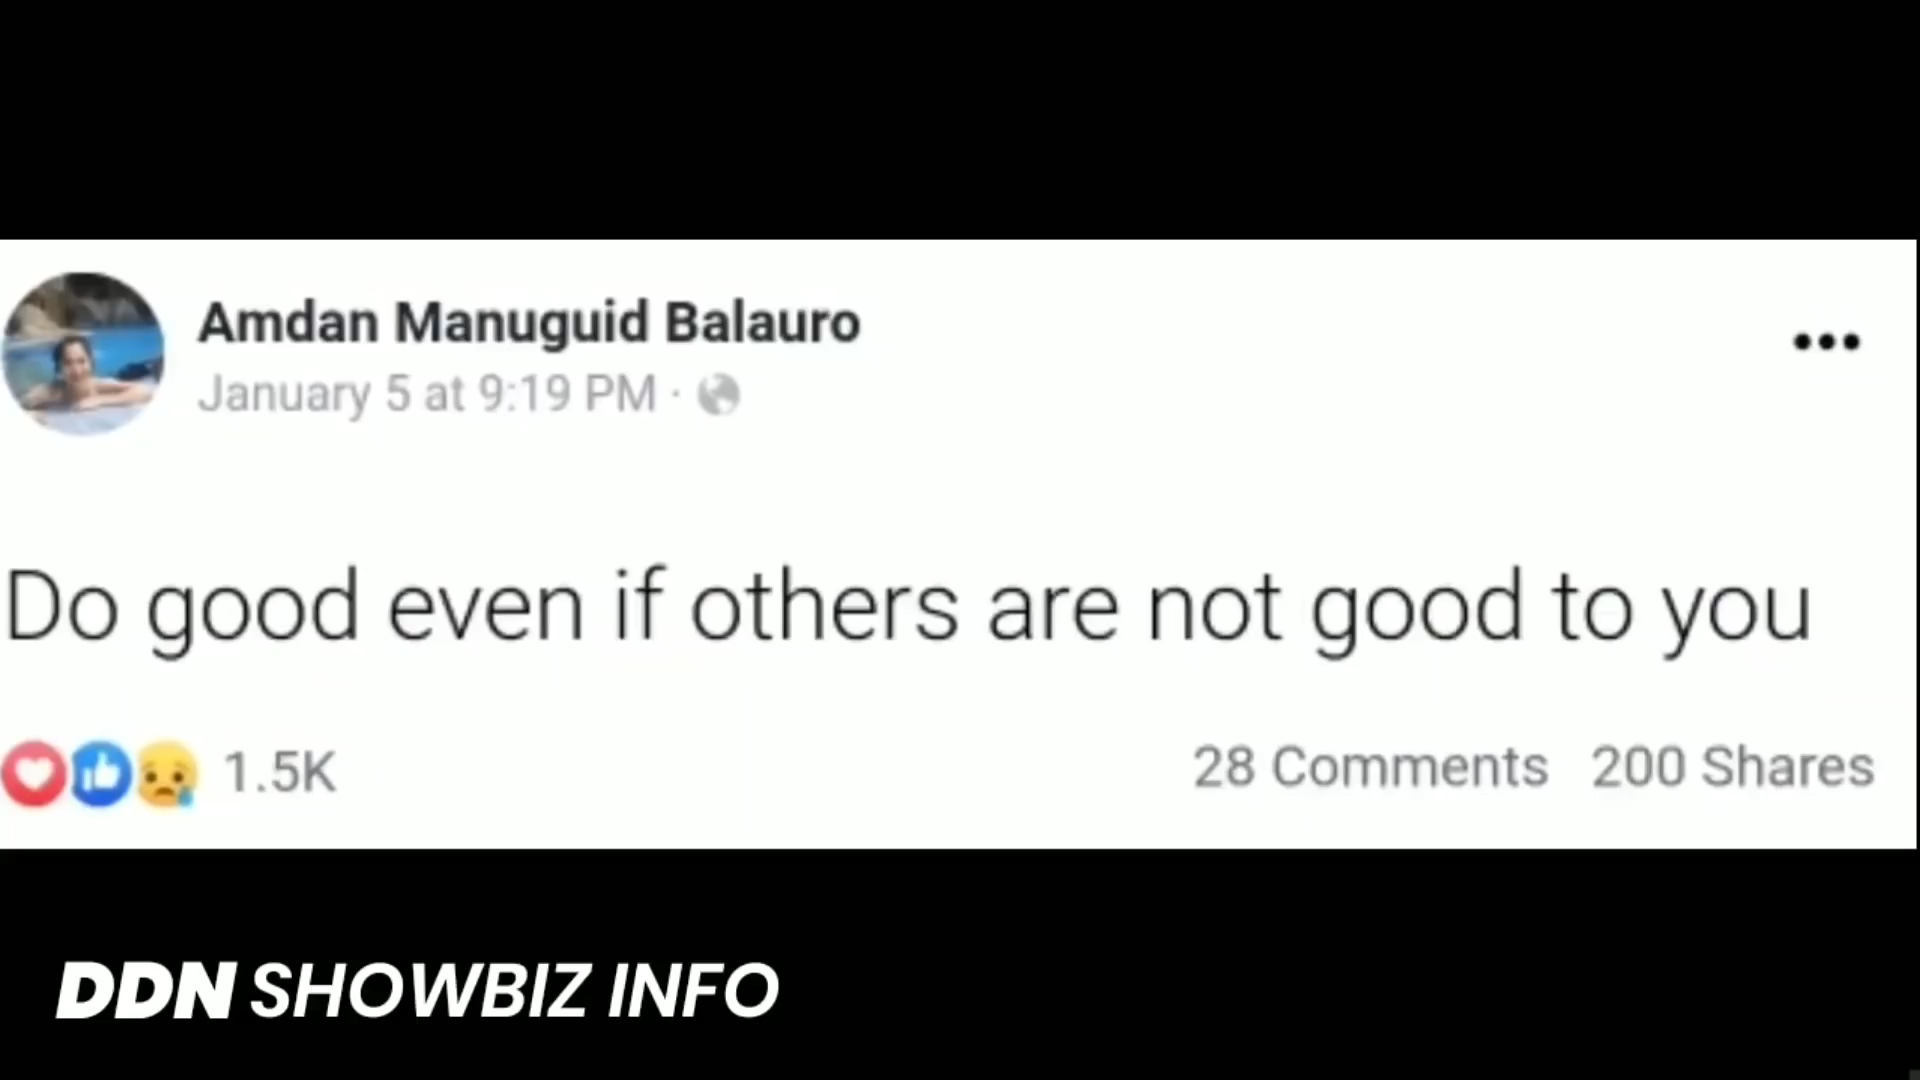 Amdan Manuguid Balauro
January 5 at 9:19 PM ·
Do good even if others are not good to you
1.5K
28 Comments 200 Shares
DDN SHOWBIZ INFO